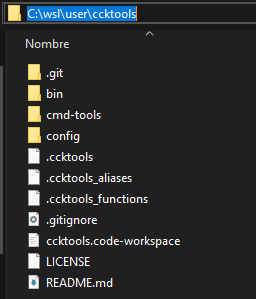 C:\wsl\user\ccktools
Nombre
.git
bin
cmd-tools
config
.ccktools
.ccktools_aliases
.ccktools_functions
.gitignore
ccktools.code-workspace
LICENSE
README.md